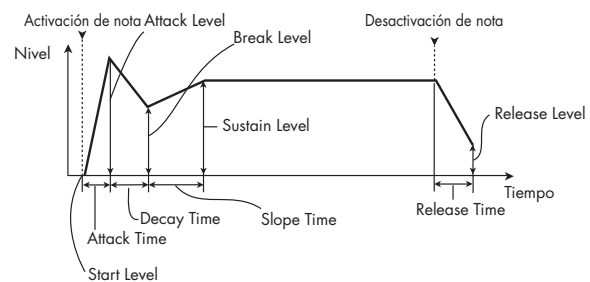 Activación de nota
Attack Level
Desactivación de nota
Break Level
Nivel
Release Level
Sustain Level
Tiempo
Decay Time
Slope Time
Release Time
Attack Time
Start Level